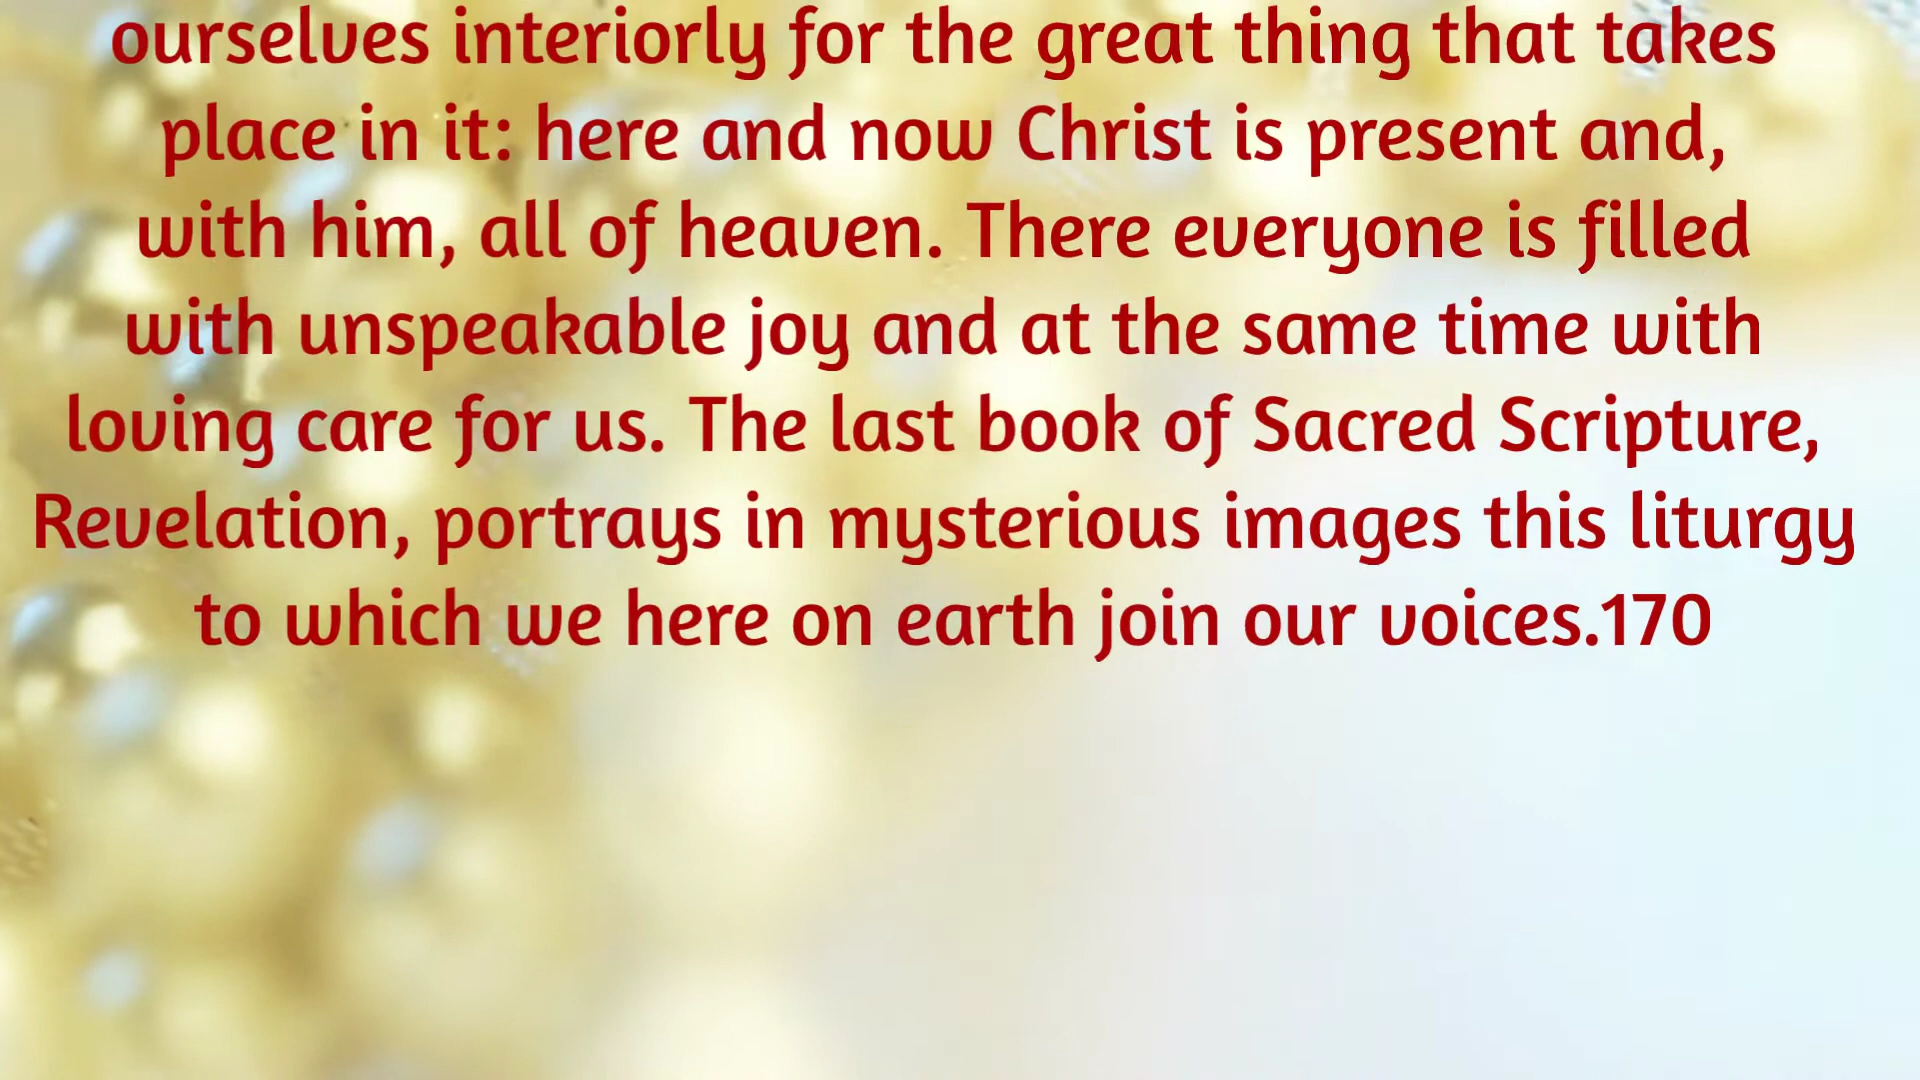 ourselves interiorly for the great thing that takes
place in it: here and now Christ is present and,
with him, all of heaven. There everyone is filled
with unspeakable joy and at the same time with
loving care for us. The last book of Sacred Scripture,
Revelation, portrays in mysterious images this liturgy
to which we here on earth join our voices.170